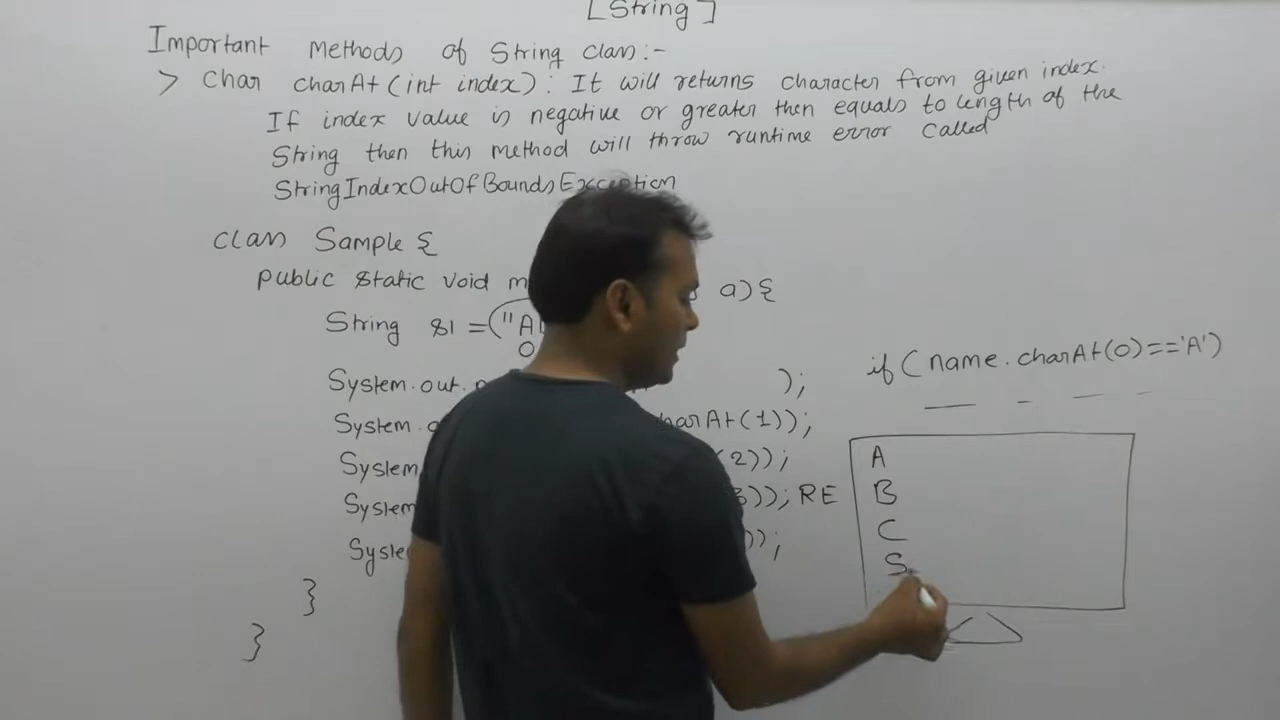 [String]
Important Methods of String class:-
> Char charAt(int index): It will returns character from given index.
If index value is negative or greater then equals to length of the
String then this method will throw runtime error called
StringIndexOutOfBoundsException
class Sample {
public static void m a){
String s1 = ("A
0
System.out. );
System. charAt(1));
System (2));
System )); RE
Syste ));
}
}
if (name.charAt(0)=='A')
A
B
C
S